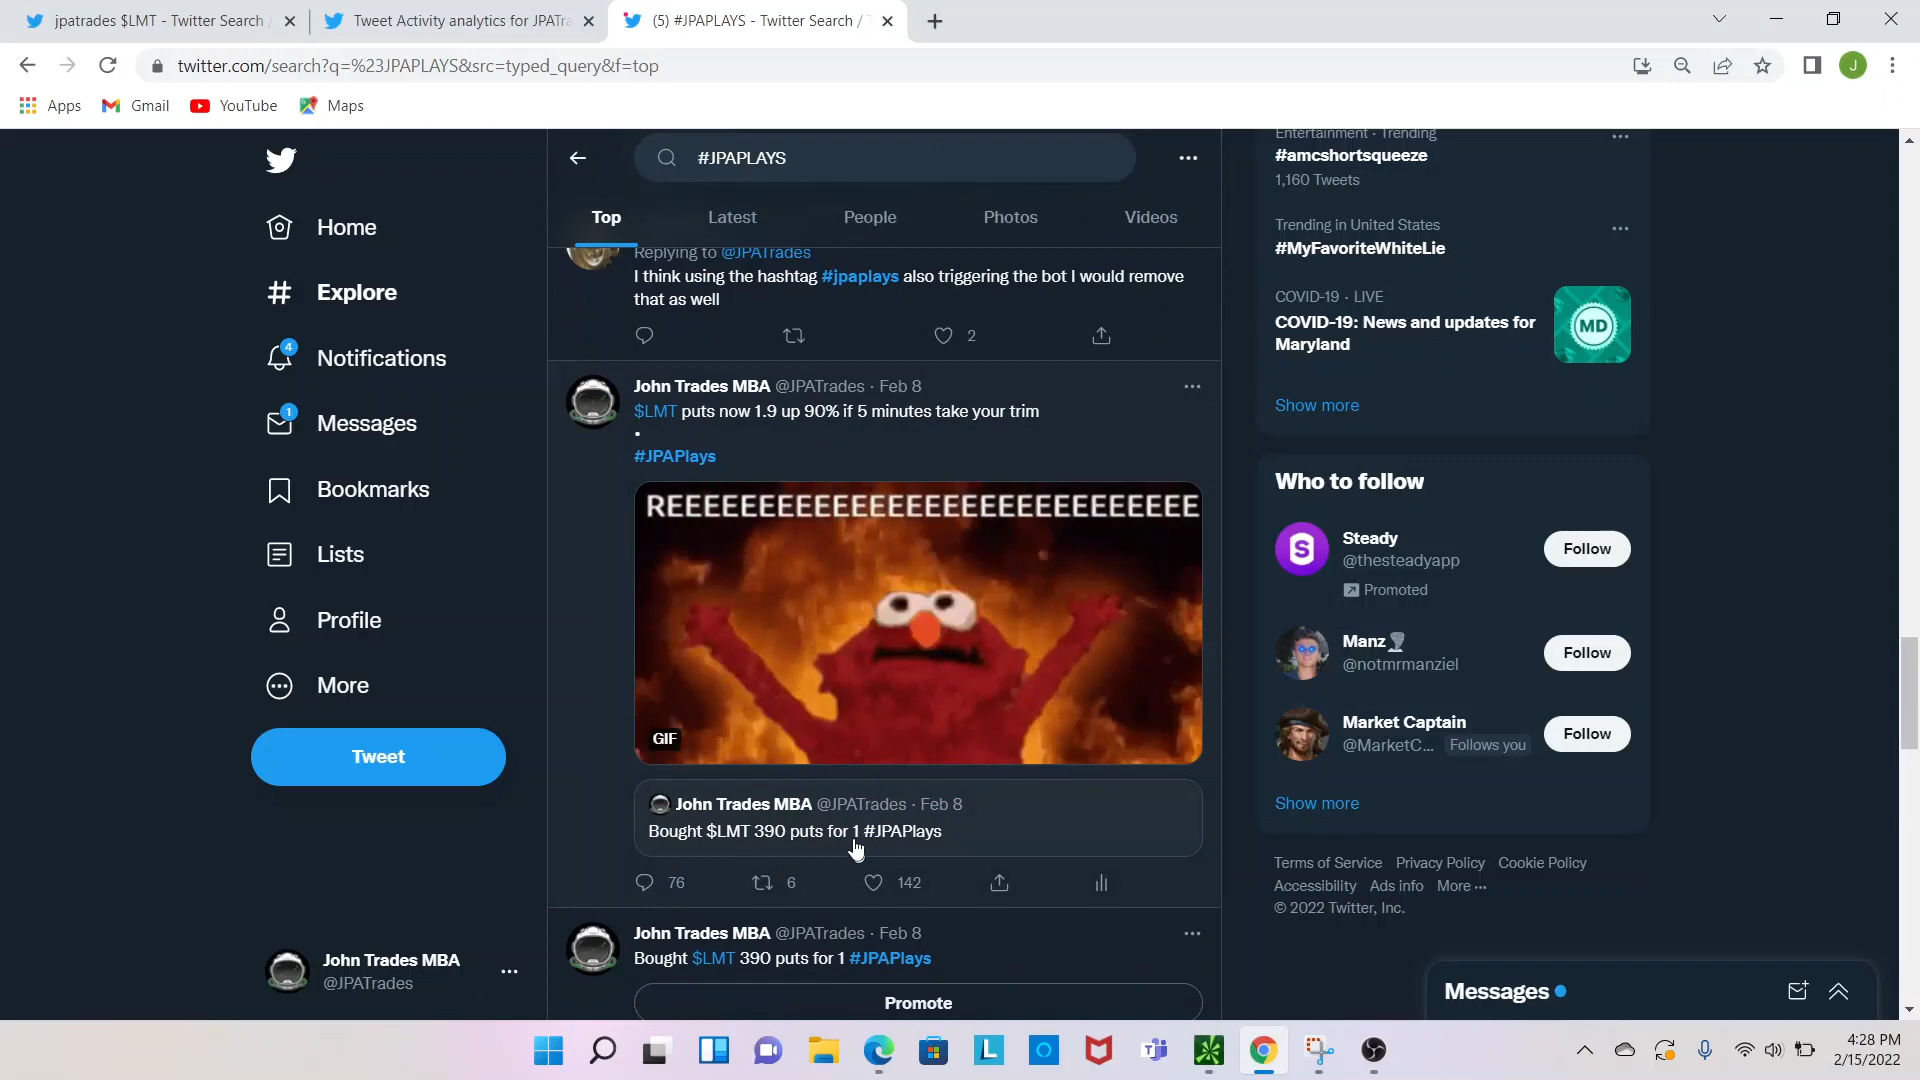 jpatrades $LMT - Twitter Search /
Tweet Activity analytics for JPATra
(5) #JPAPLAYS - Twitter Search /
twitter.com/search?q=%23JPAPLAYS&src=typed_query&f=top
J
Apps
Gmail
YouTube
Maps
Home
Explore
4
Notifications
1
Messages
Bookmarks
Lists
Profile
More
Tweet
John Trades MBA
@JPATrades
#JPAPLAYS
Top
Latest
People
Photos
Videos
Replying to @JPATrades
I think using the hashtag #jpaplays also triggering the bot I would remove
that as well
2
John Trades MBA @JPATrades · Feb 8
$LMT puts now 1.9 up 90% if 5 minutes take your trim
•
#JPAPlays
REEEEEEEEEEEEEEEEEEEEEEEEEEEEE
GIF
John Trades MBA @JPATrades · Feb 8
Bought $LMT 390 puts for 1 #JPAPlays
76
6
142
John Trades MBA @JPATrades · Feb 8
Bought $LMT 390 puts for 1 #JPAPlays
Promote
Entertainment · Trending
#amcshortsqueeze
1,160 Tweets
Trending in United States
#MyFavoriteWhiteLie
COVID-19 · LIVE
COVID-19: News and updates for
Maryland
MD
Show more
Who to follow
S
Steady
@thesteadyapp
Promoted
Follow
Manz
@notmrmanziel
Follow
Market Captain
@MarketC... Follows you
Follow
Show more
Terms of Service Privacy Policy Cookie Policy
Accessibility Ads info More ···
© 2022 Twitter, Inc.
Messages
L
4:28 PM
2/15/2022